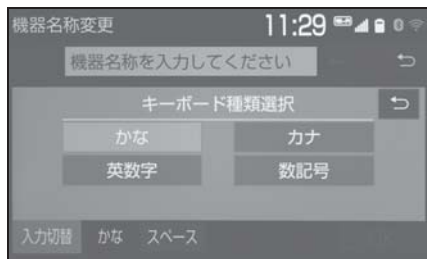 機器名称変更 11:29 0
機器名称を入力してください
キーボード種類選択
かな カナ
英数字 数記号
入力切替 かな スペース